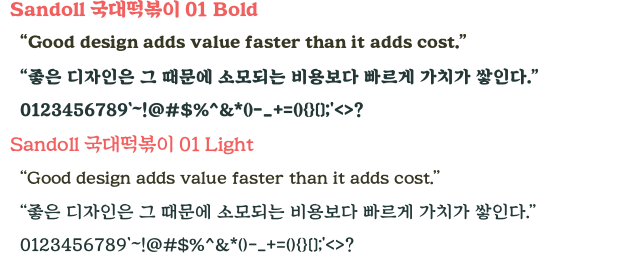 Sandoll 국대떡볶이 01 Bold
“Good design adds value faster than it adds cost.”
“좋은 디자인은 그 때문에 소모되는 비용보다 빠르게 가치가 쌓인다.”
0123456789`~!@#$%^&*()-_+=(){}[];'<>?
Sandoll 국대떡볶이 01 Light
“Good design adds value faster than it adds cost.”
“좋은 디자인은 그 때문에 소모되는 비용보다 빠르게 가치가 쌓인다.”
0123456789`~!@#$%^&*()-_+=(){}[];'<>?